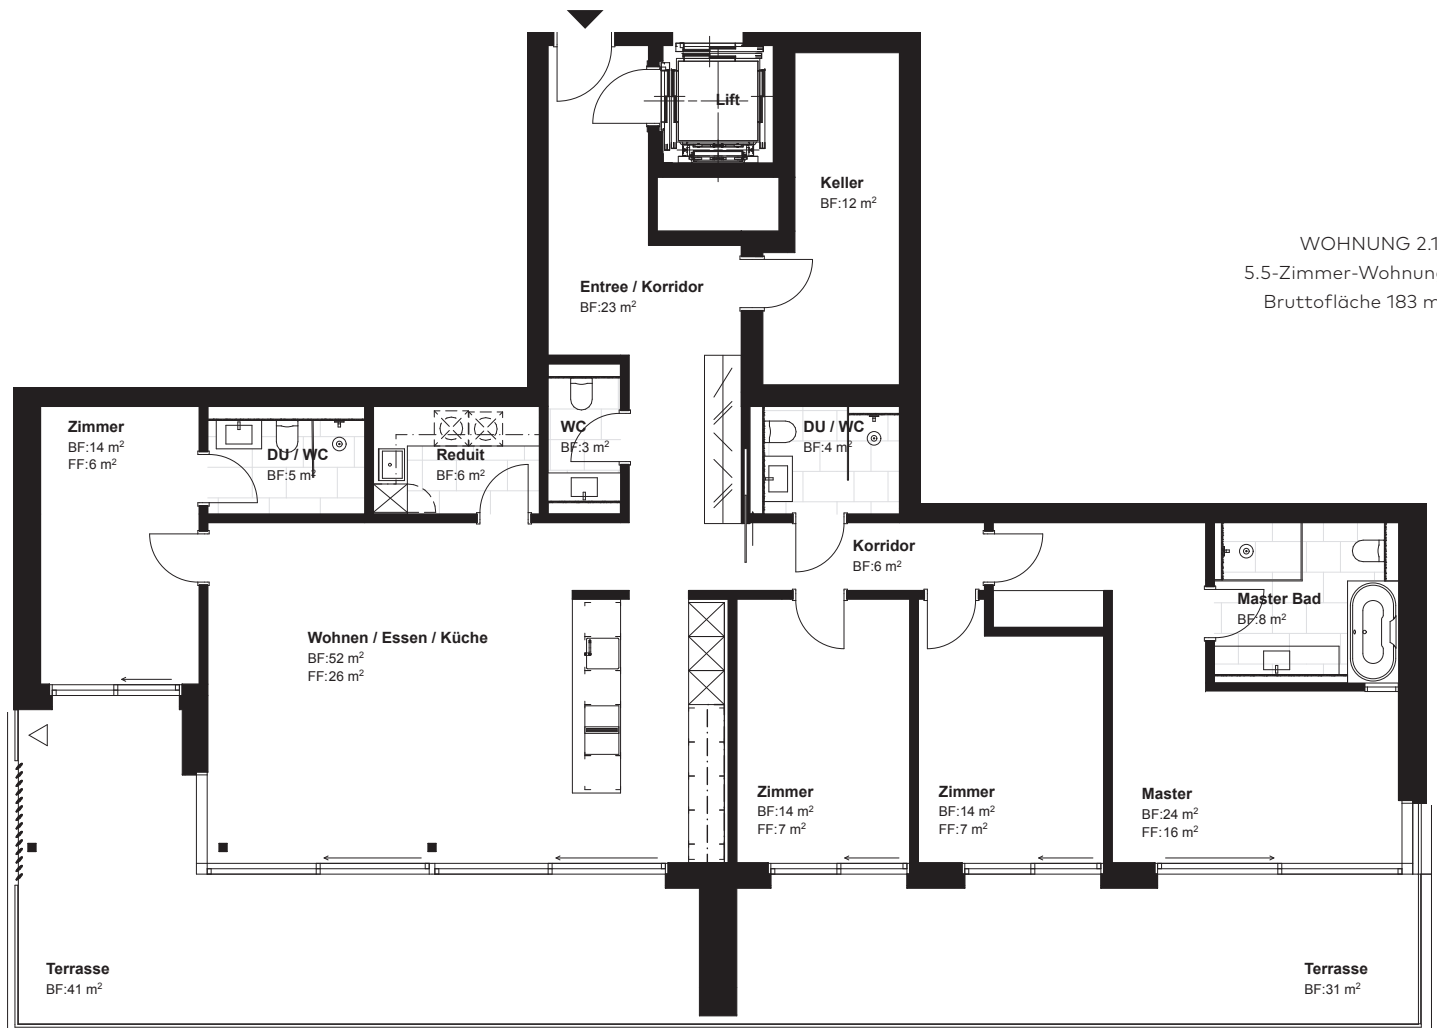 Lift
Keller
BF:12 m²
WOHNUNG 2.1
5.5-Zimmer-Wohnung
Bruttofläche 183 m
Entree / Korridor
BF:23 m²
Zimmer
BF:14 m²
FF:6 m²
DU / WC
BF:5 m²
Reduit
BF:6 m²
WC
BF:3 m²
DU / WC
BF:4 m²
Korridor
BF:6 m²
Master Bad
BF:8 m²
Wohnen / Essen / Küche
BF:52 m²
FF:26 m²
Zimmer
BF:14 m²
FF:7 m²
Zimmer
BF:14 m²
FF:7 m²
Master
BF:24 m²
FF:16 m²
Terrasse
BF:41 m²
Terrasse
BF:31 m²